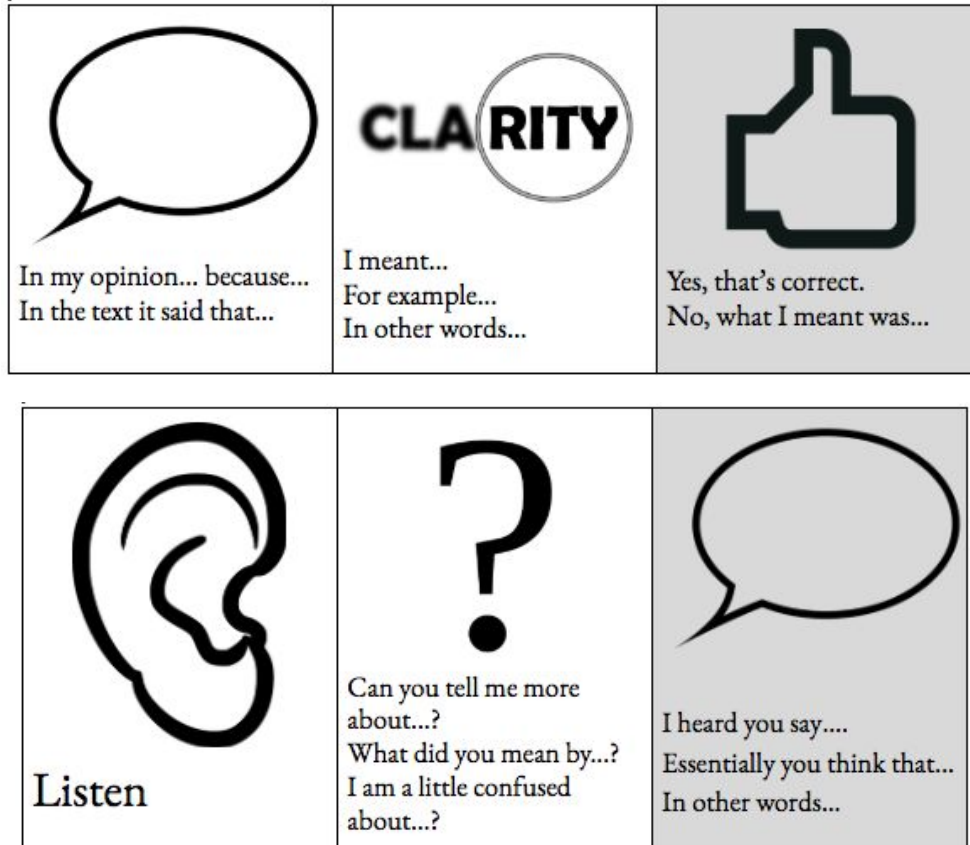 CLARITY
In my opinion... because...
In the text it said that...
I meant...
For example...
In other words...
Yes, that’s correct.
No, what I meant was...
Listen
?
Can you tell me more
about...?
What did you mean by...?
I am a little confused
about...?
I heard you say....
Essentially you think that...
In other words...